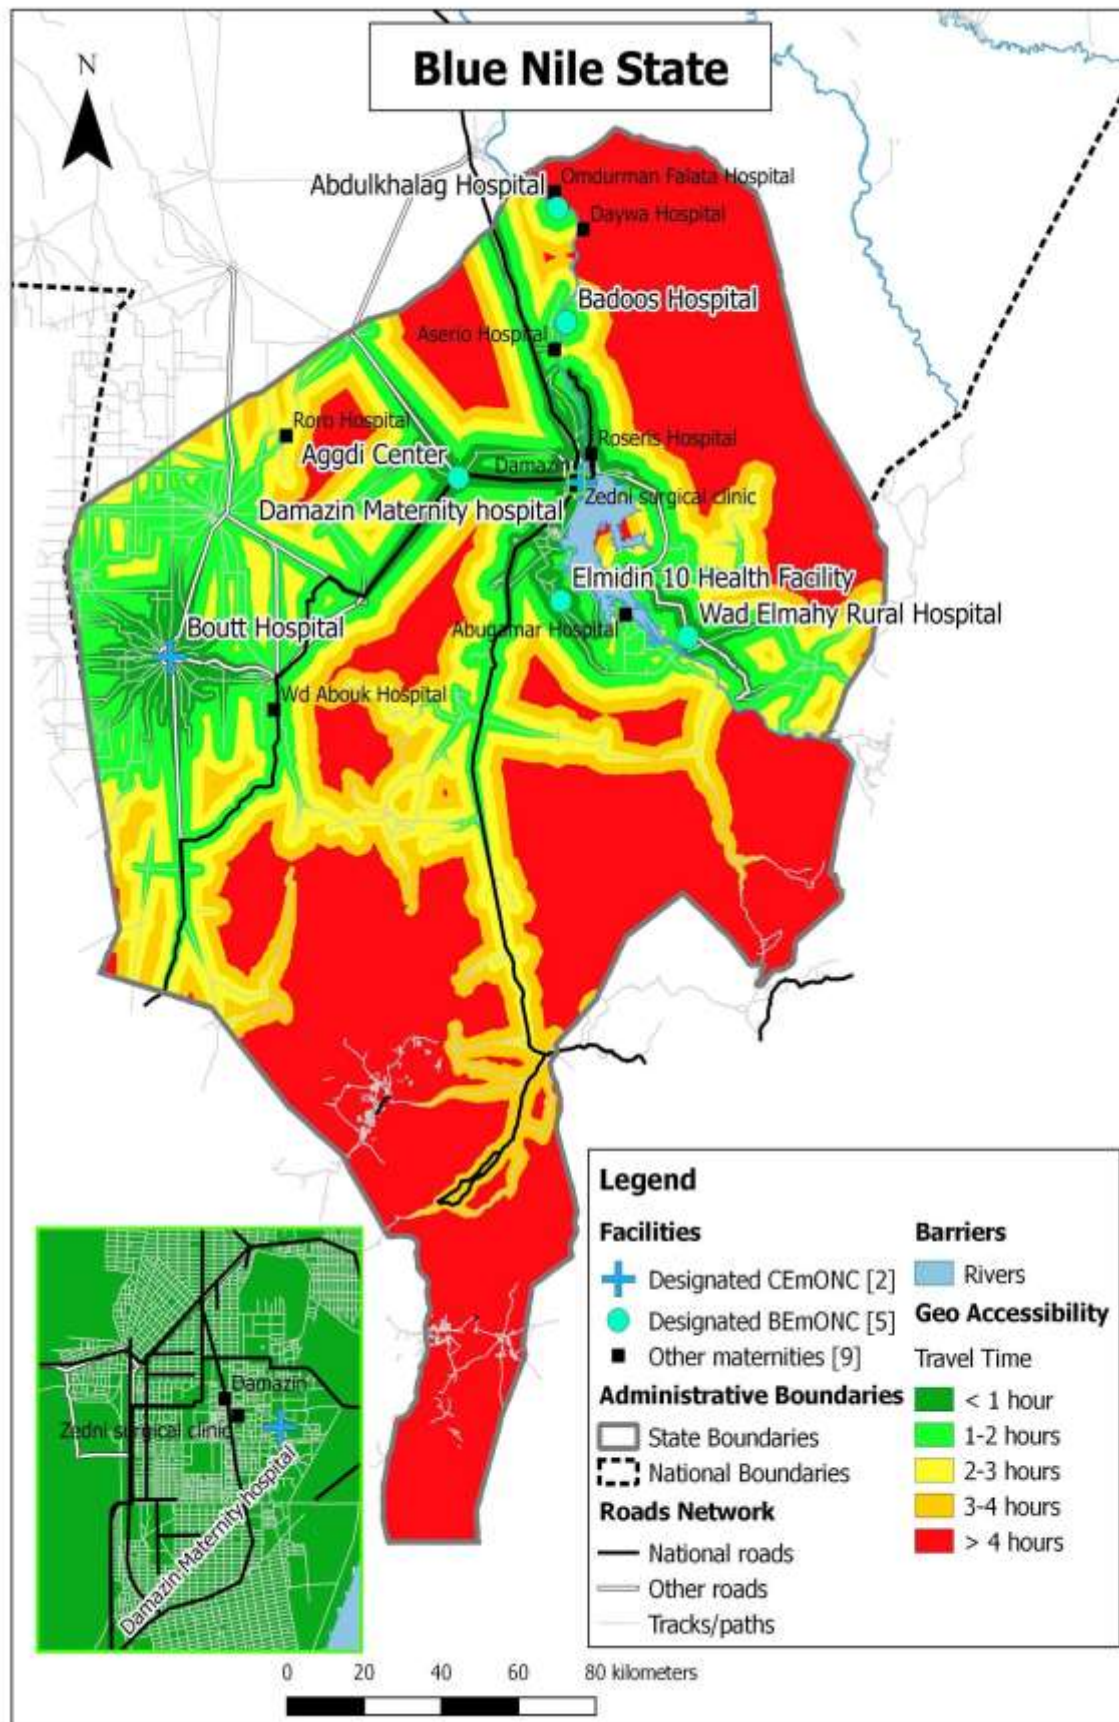 Blue Nile State
N
Abdulkhalag Hospital
Omdurman Falata Hospital
Daywa Hospital
Badoos Hospital
Aserio Hospital
Roro Hospital
Aggdi Center
Roseris Hospital
Damazin
Zedni surgical clinic
Damazin Maternity hospital
Elmidin 10 Health Facility
Abugamar Hospital
Wad Elmahy Rural Hospital
Boutt Hospital
Wd Abouk Hospital
Damazin
Zedni surgical clinic
Damazin Maternity hospital
Legend
Facilities
Designated CEmONC [2]
Designated BEmONC [5]
Other maternities [9]
Administrative Boundaries
State Boundaries
National Boundaries
Roads Network
National roads
Other roads
Tracks/paths
Barriers
Rivers
Geo Accessibility
Travel Time
< 1 hour
1-2 hours
2-3 hours
3-4 hours
> 4 hours
0 20 40 60 80 kilometers